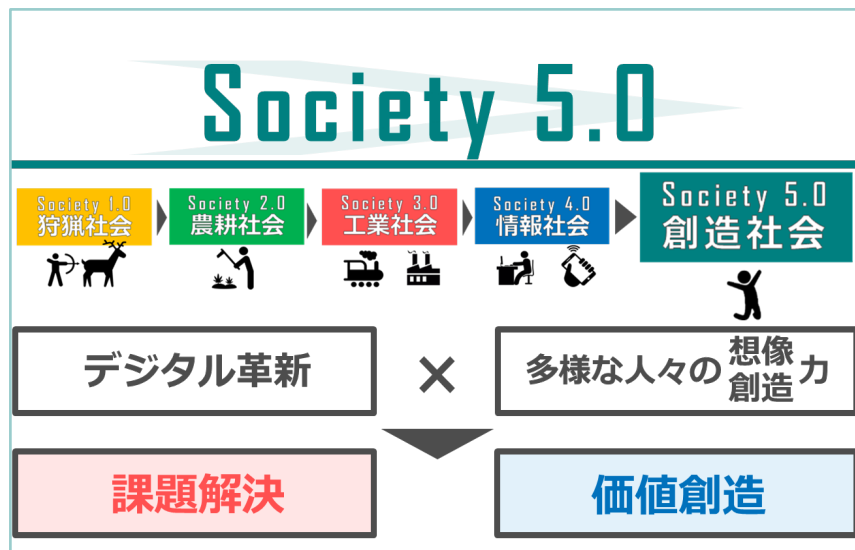 Society 5.0
Society 1.0
狩猟社会
Society 2.0
農耕社会
Society 3.0
工業社会
Society 4.0
情報社会
Society 5.0
創造社会
デジタル革新
×
多様な人々の想像力
創造
課題解決
価値創造